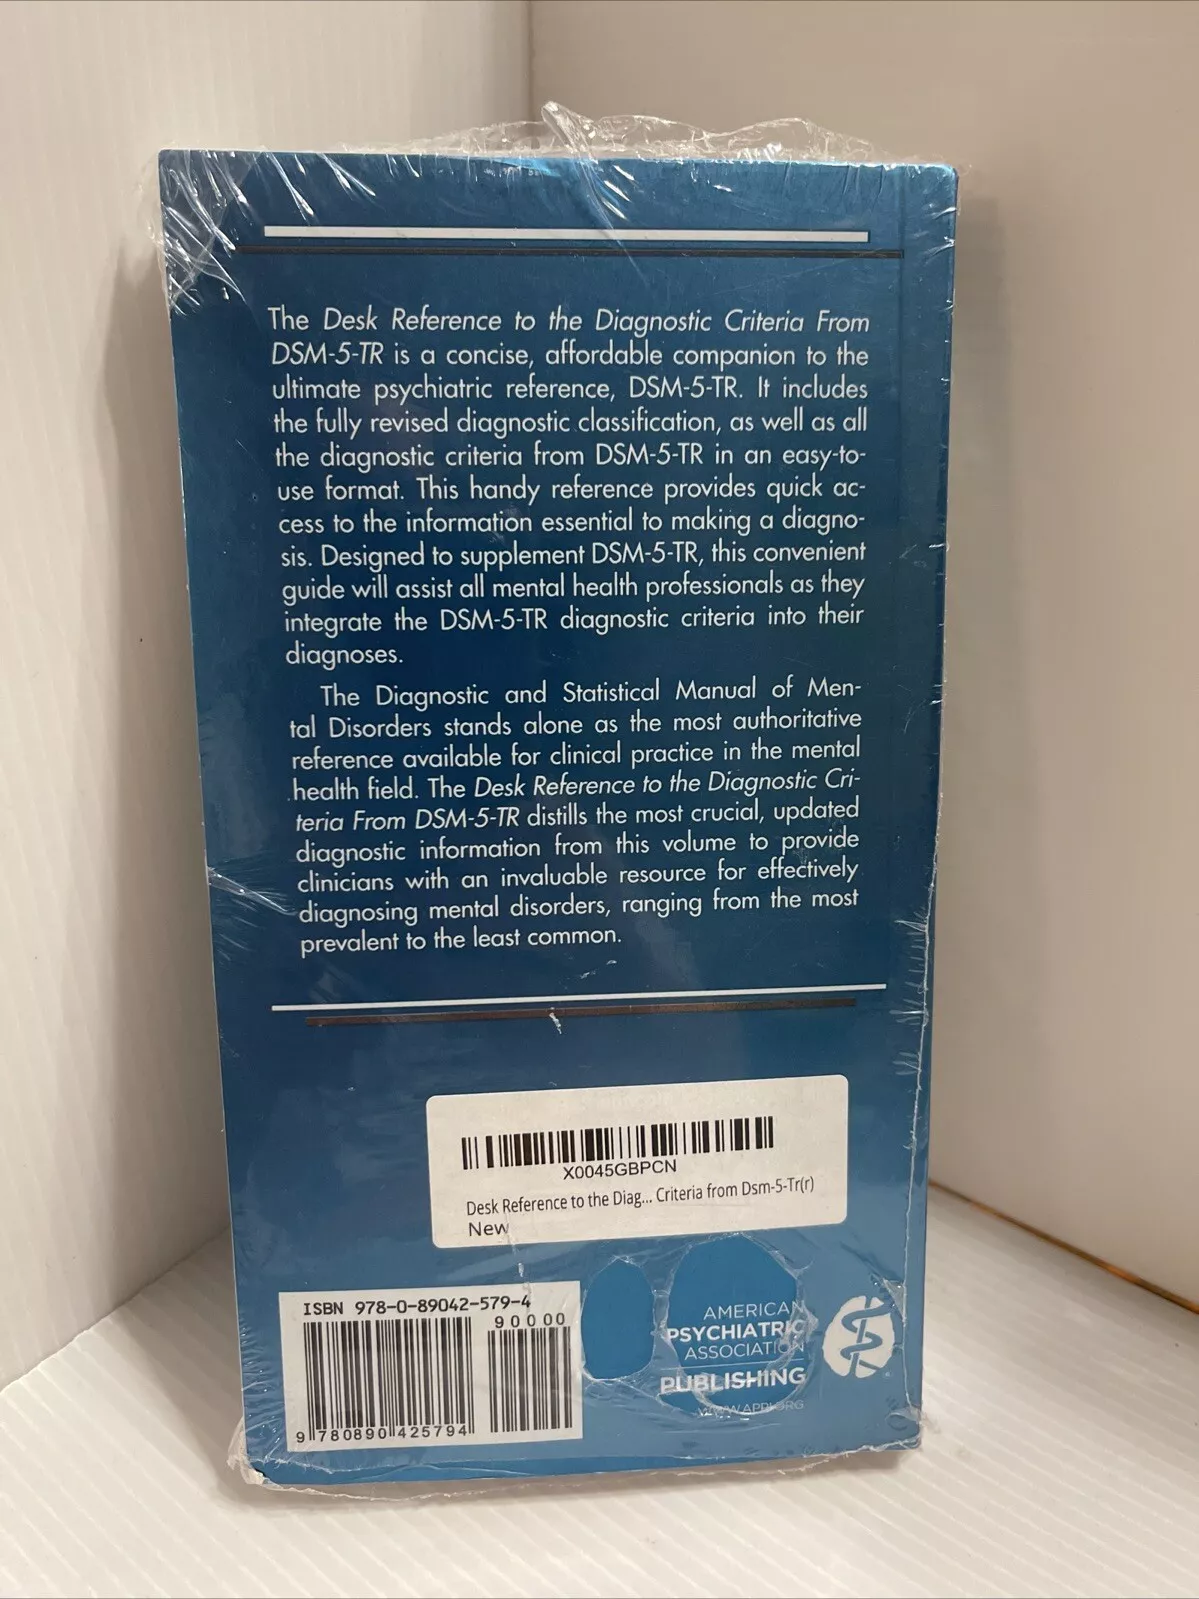 The Desk Reference to the Diagnostic Criteria From
DSM-5-TR is a concise, affordable companion to the
ultimate psychiatric reference, DSM-5-TR. It includes
the fully revised diagnostic classification, as well as all
the diagnostic criteria from DSM-5-TR in an easy-to-
use format. This handy reference provides quick ac-
cess to the information essential to making a diagno-
sis. Designed to supplement DSM-5-TR, this convenient
guide will assist all mental health professionals as they
integrate the DSM-5-TR diagnostic criteria into their
diagnoses.
The Diagnostic and Statistical Manual of Men-
tal Disorders stands alone as the most authoritative
reference available for clinical practice in the mental
health field. The Desk Reference to the Diagnostic Cri-
teria From DSM-5-TR distills the most crucial, updated
diagnostic information from this volume to provide
clinicians with an invaluable resource for effectively
diagnosing mental disorders, ranging from the most
prevalent to the least common.
X0045GBPCN
Desk Reference to the Diag... Criteria from Dsm-5-Tr(r)
New
ISBN 978-0-89042-579-4
90000
9 780890 425794
AMERICAN
PSYCHIATRIC
ASSOCIATION
PUBLISHING
WWW.APPI.ORG